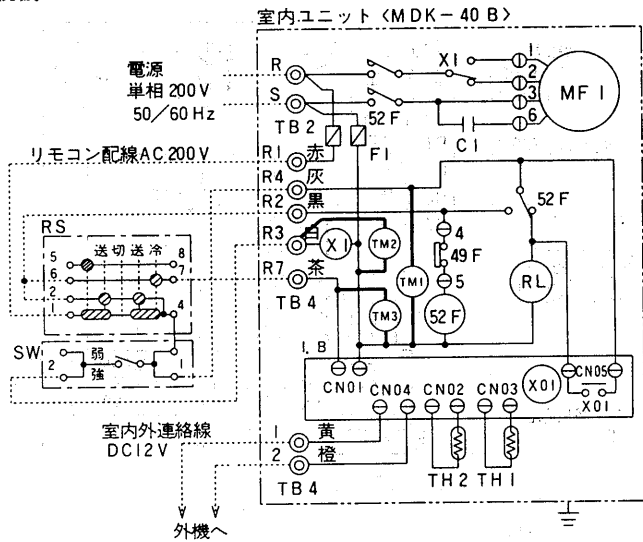 室内ユニット〈MDK－40B〉
電源
単相200V
50／60Hz
R
S
TB2
52F
X1
1
2
3
6
MF1
C1
F1
リモコン配線AC200V
R1 赤
R4 灰
R2 黒
R3 白
R7 茶
TB4
X1
TM2
TM1
TM3
4
49F
5
52F
52F
RL
RS
送切送冷
5
6
2
1
8
7
4
SW
2
弱
強
1
I.B
CN01
CN04
CN02
CN03
X01
CN05
X01
室内外連絡線
DC12V
1 黄
2 橙
TB4
TH2
TH1
外機へ